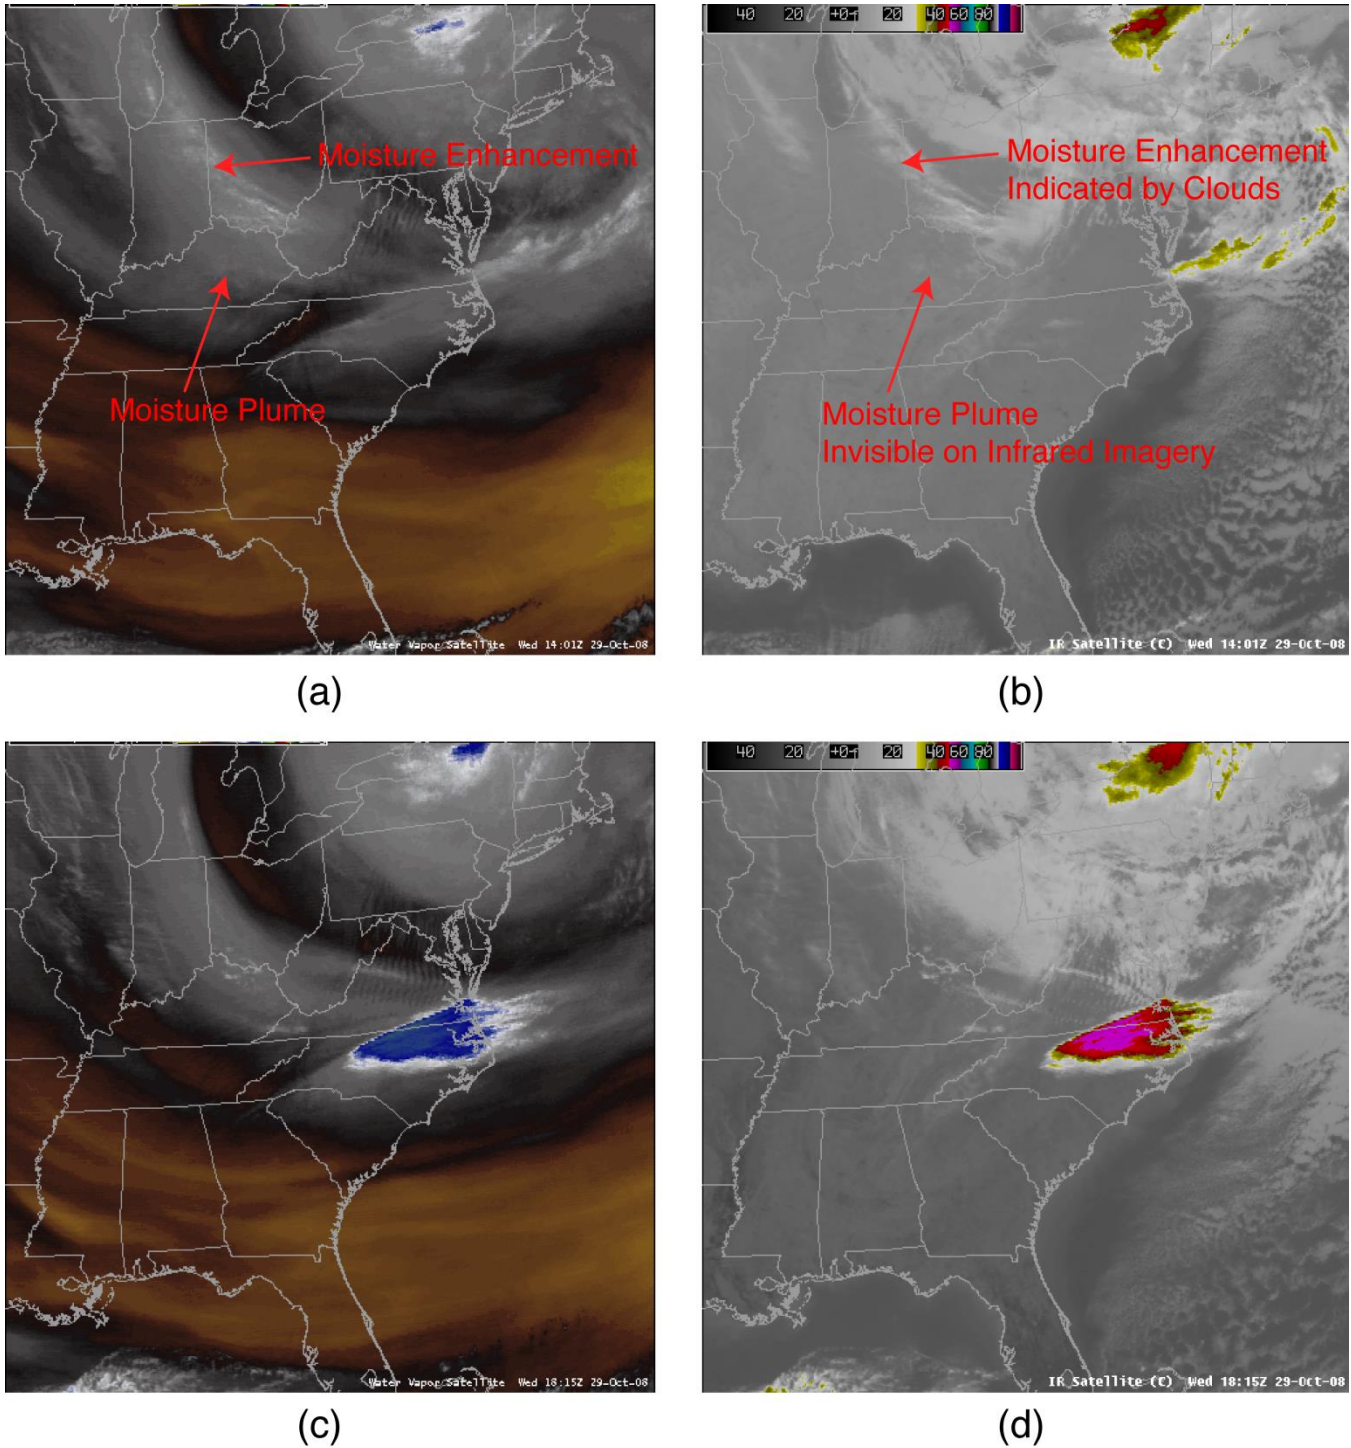 40 20 +0- 20 40 60 80
Moisture Enhancement
Moisture Plume
Water Vapor Satellite Wed 14:01Z 29-Oct-08
Moisture Enhancement
Indicated by Clouds
Moisture Plume
Invisible on Infrared Imagery
IR Satellite (C) Wed 14:01Z 29-Oct-08
(a)
(b)
40 20 +0- 20 40 60 80
Water Vapor Satellite Wed 18:15Z 29-Oct-08
IR Satellite (C) Wed 18:15Z 29-Oct-08
(c)
(d)